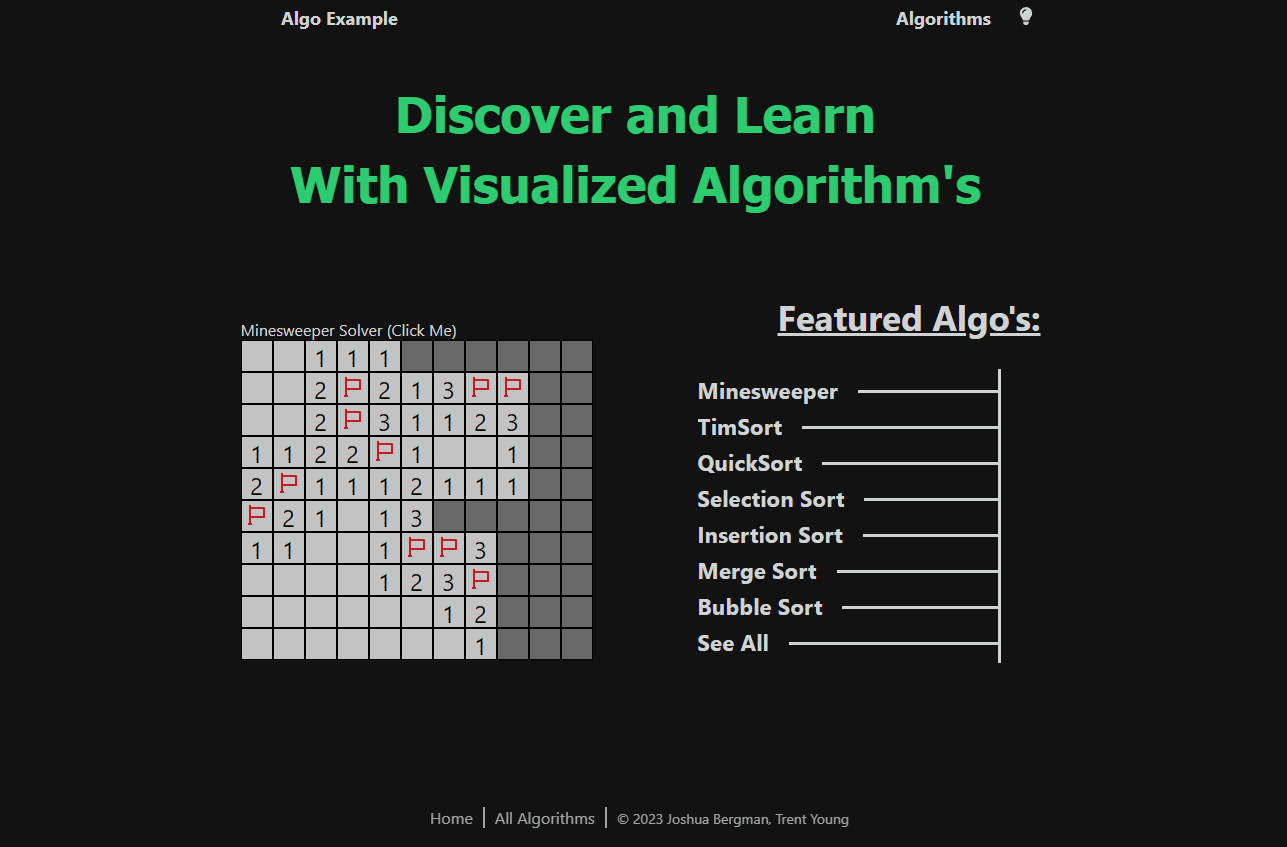 Algo Example Algorithms
Discover and Learn
With Visualized Algorithm's
Minesweeper Solver (Click Me)
1 1 1
2 2 1 3
2 3 1 1 2 3
1 1 2 2 1 1
2 1 1 1 2 1 1 1
2 1 1 3
1 1 1 3
1 2 3
1 2
1
Featured Algo's:
Minesweeper
TimSort
QuickSort
Selection Sort
Insertion Sort
Merge Sort
Bubble Sort
See All
Home All Algorithms © 2023 Joshua Bergman, Trent Young